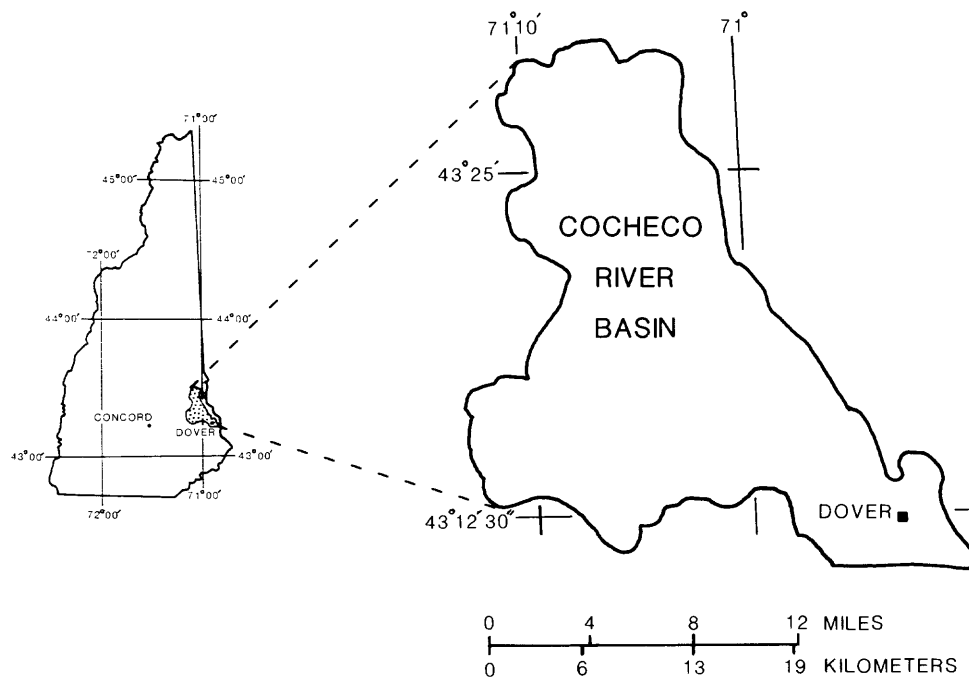 71°00'
45°00' 45°00'
72°00'
44°00' 44°00'
CONCORD
DOVER
43°00' 43°00'
71°00'
72°00'
71°10' 71°
43°25'
COCHECO
RIVER
BASIN
43°12'30"
DOVER
0 4 8 12 MILES
0 6 13 19 KILOMETERS